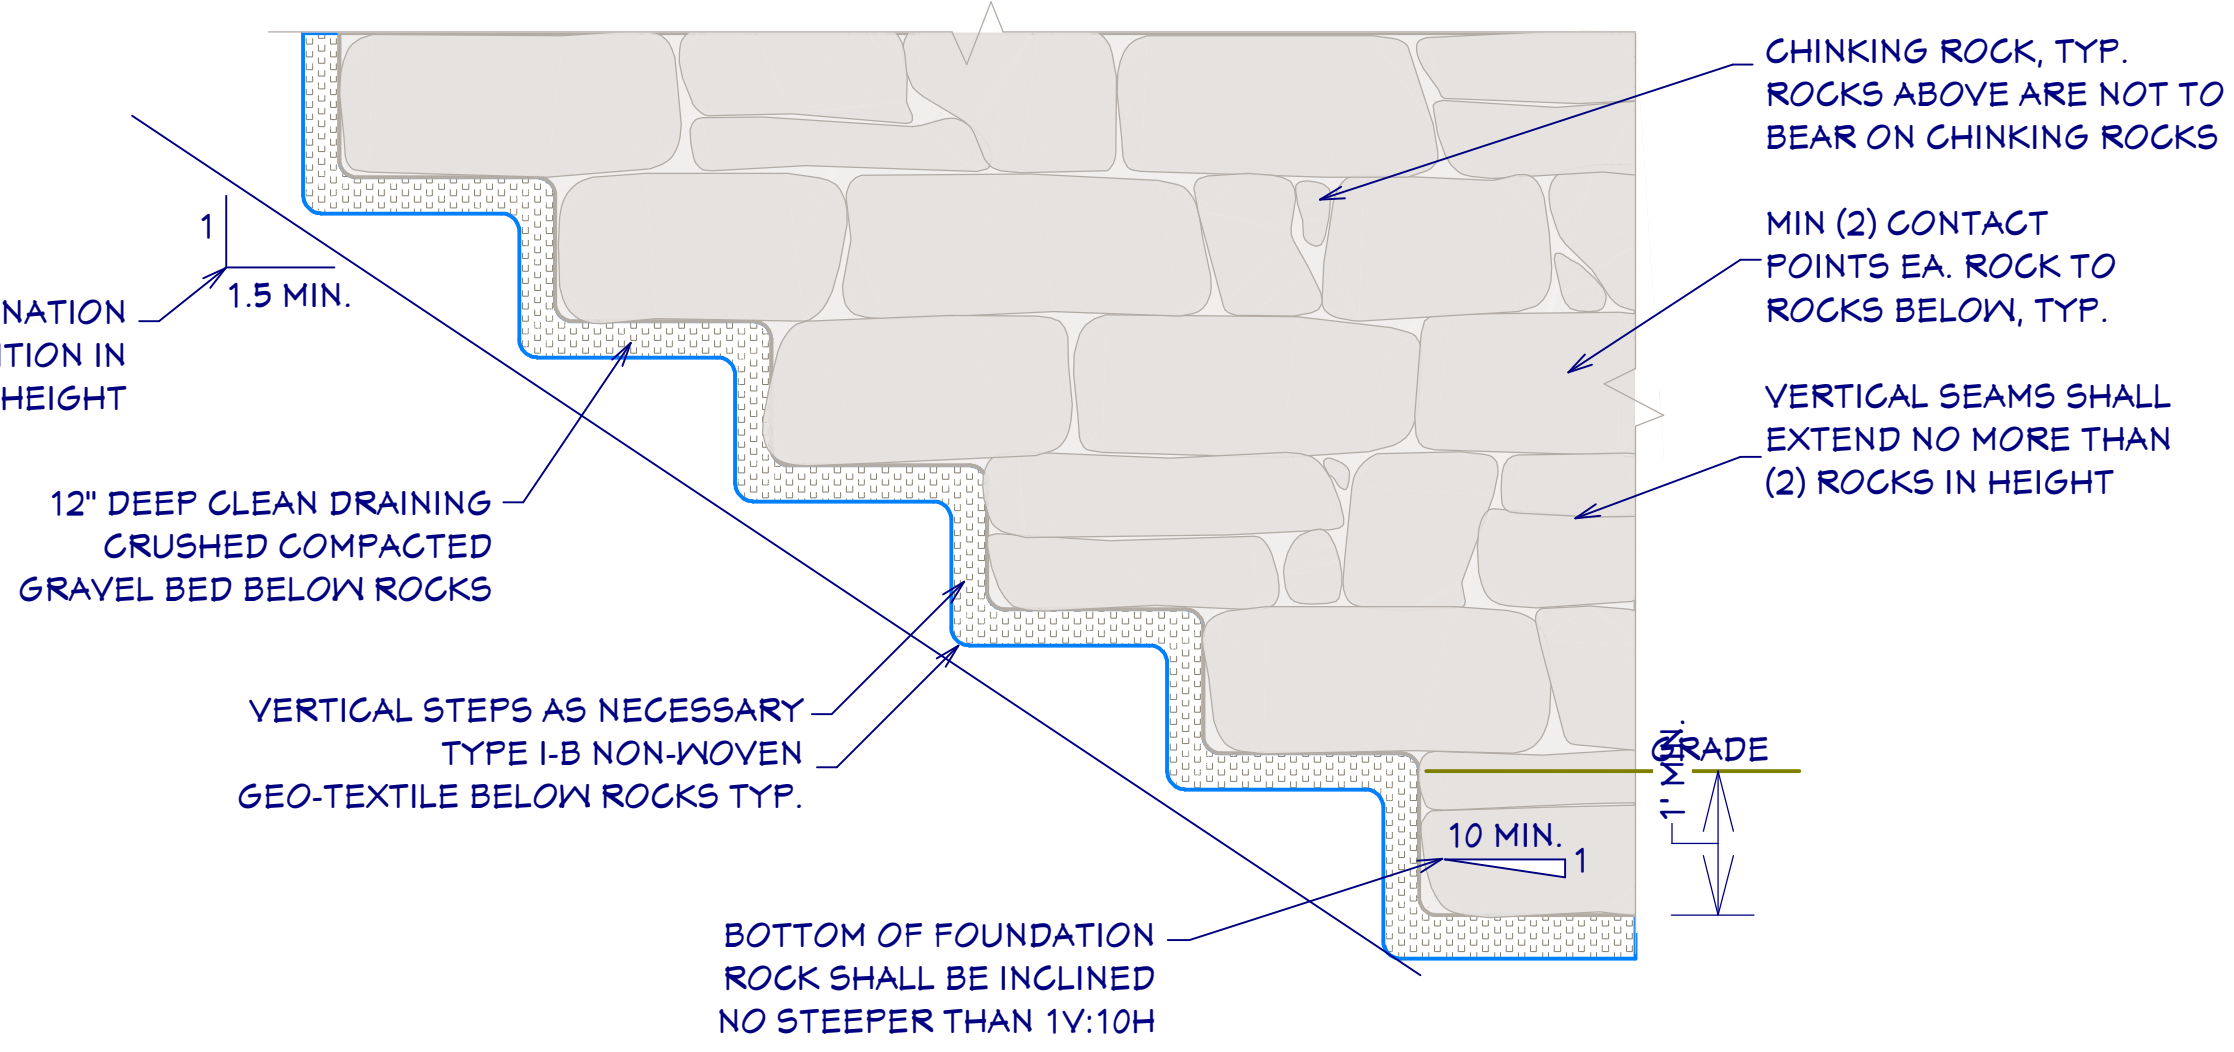 CHINKING ROCK, TYP.
ROCKS ABOVE ARE NOT TO
BEAR ON CHINKING ROCKS
MIN (2) CONTACT
POINTS EA. ROCK TO
ROCKS BELOW, TYP.
VERTICAL SEAMS SHALL
EXTEND NO MORE THAN
(2) ROCKS IN HEIGHT
1
1.5 MIN.
NATION
ITION IN
HEIGHT
12" DEEP CLEAN DRAINING
CRUSHED COMPACTED
GRAVEL BED BELOW ROCKS
VERTICAL STEPS AS NECESSARY
TYPE I-B NON-WOVEN
GEO-TEXTILE BELOW ROCKS TYP.
GRADE
1' MIN.
10 MIN.
1
BOTTOM OF FOUNDATION
ROCK SHALL BE INCLINED
NO STEEPER THAN 1V:10H